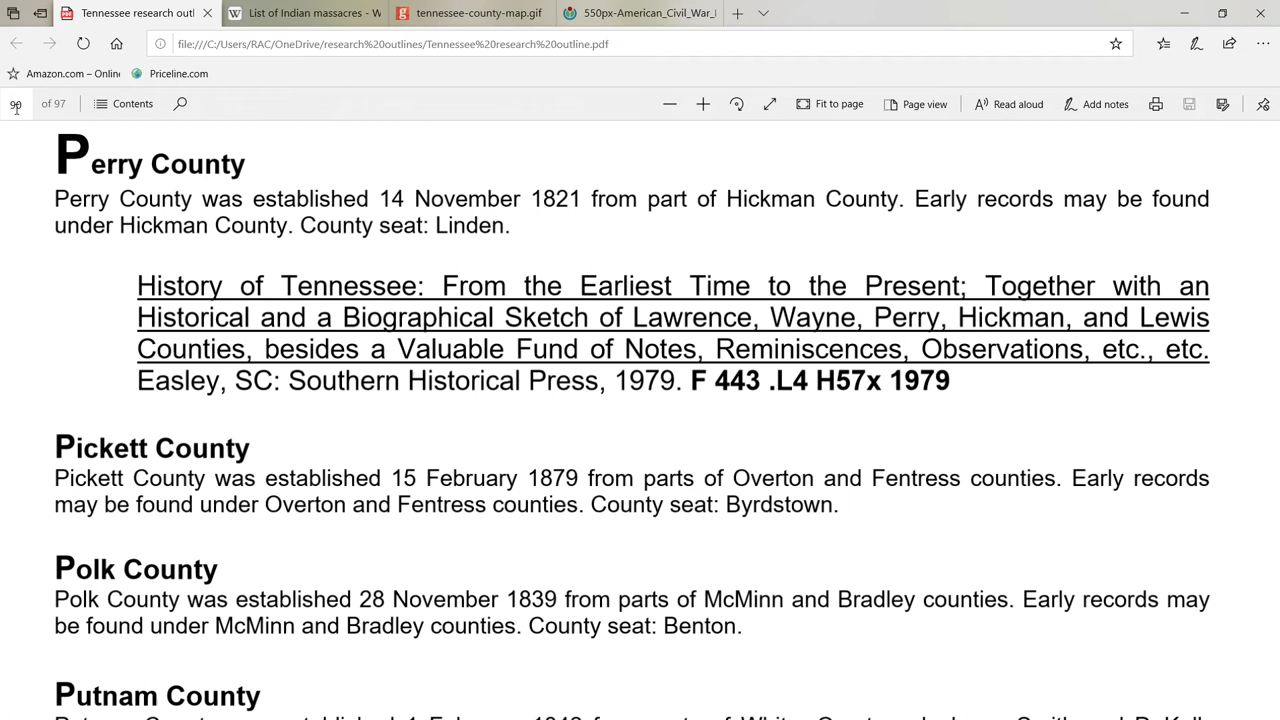 Tennessee research outl
List of Indian massacres - W
tennessee-county-map.gif
550px-American_Civil_War_I
file:///C:/Users/RAC/OneDrive/research%20outlines/Tennessee%20research%20outline.pdf
Amazon.com – Online
Priceline.com
90 of 97 Contents Fit to page Page view Read aloud Add notes
Perry County
Perry County was established 14 November 1821 from part of Hickman County. Early records may be found
under Hickman County. County seat: Linden.
History of Tennessee: From the Earliest Time to the Present; Together with an
Historical and a Biographical Sketch of Lawrence, Wayne, Perry, Hickman, and Lewis
Counties, besides a Valuable Fund of Notes, Reminiscences, Observations, etc., etc.
Easley, SC: Southern Historical Press, 1979. F 443 .L4 H57x 1979
Pickett County
Pickett County was established 15 February 1879 from parts of Overton and Fentress counties. Early records
may be found under Overton and Fentress counties. County seat: Byrdstown.
Polk County
Polk County was established 28 November 1839 from parts of McMinn and Bradley counties. Early records may
be found under McMinn and Bradley counties. County seat: Benton.
Putnam County